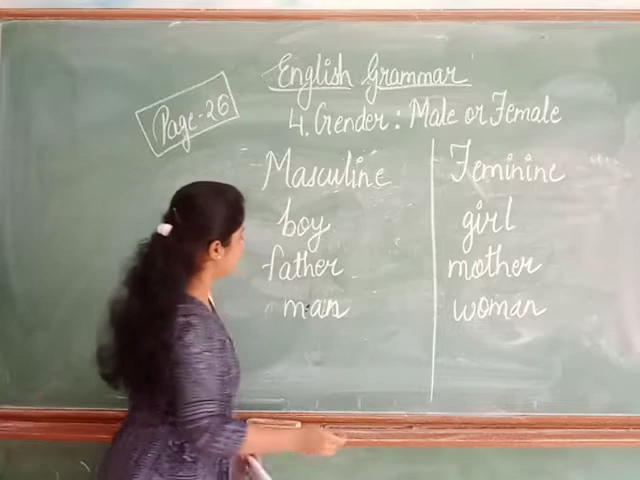 English Grammar
Page-26
4. Gender : Male or Female
Masculine Feminine
boy girl
father mother
man woman